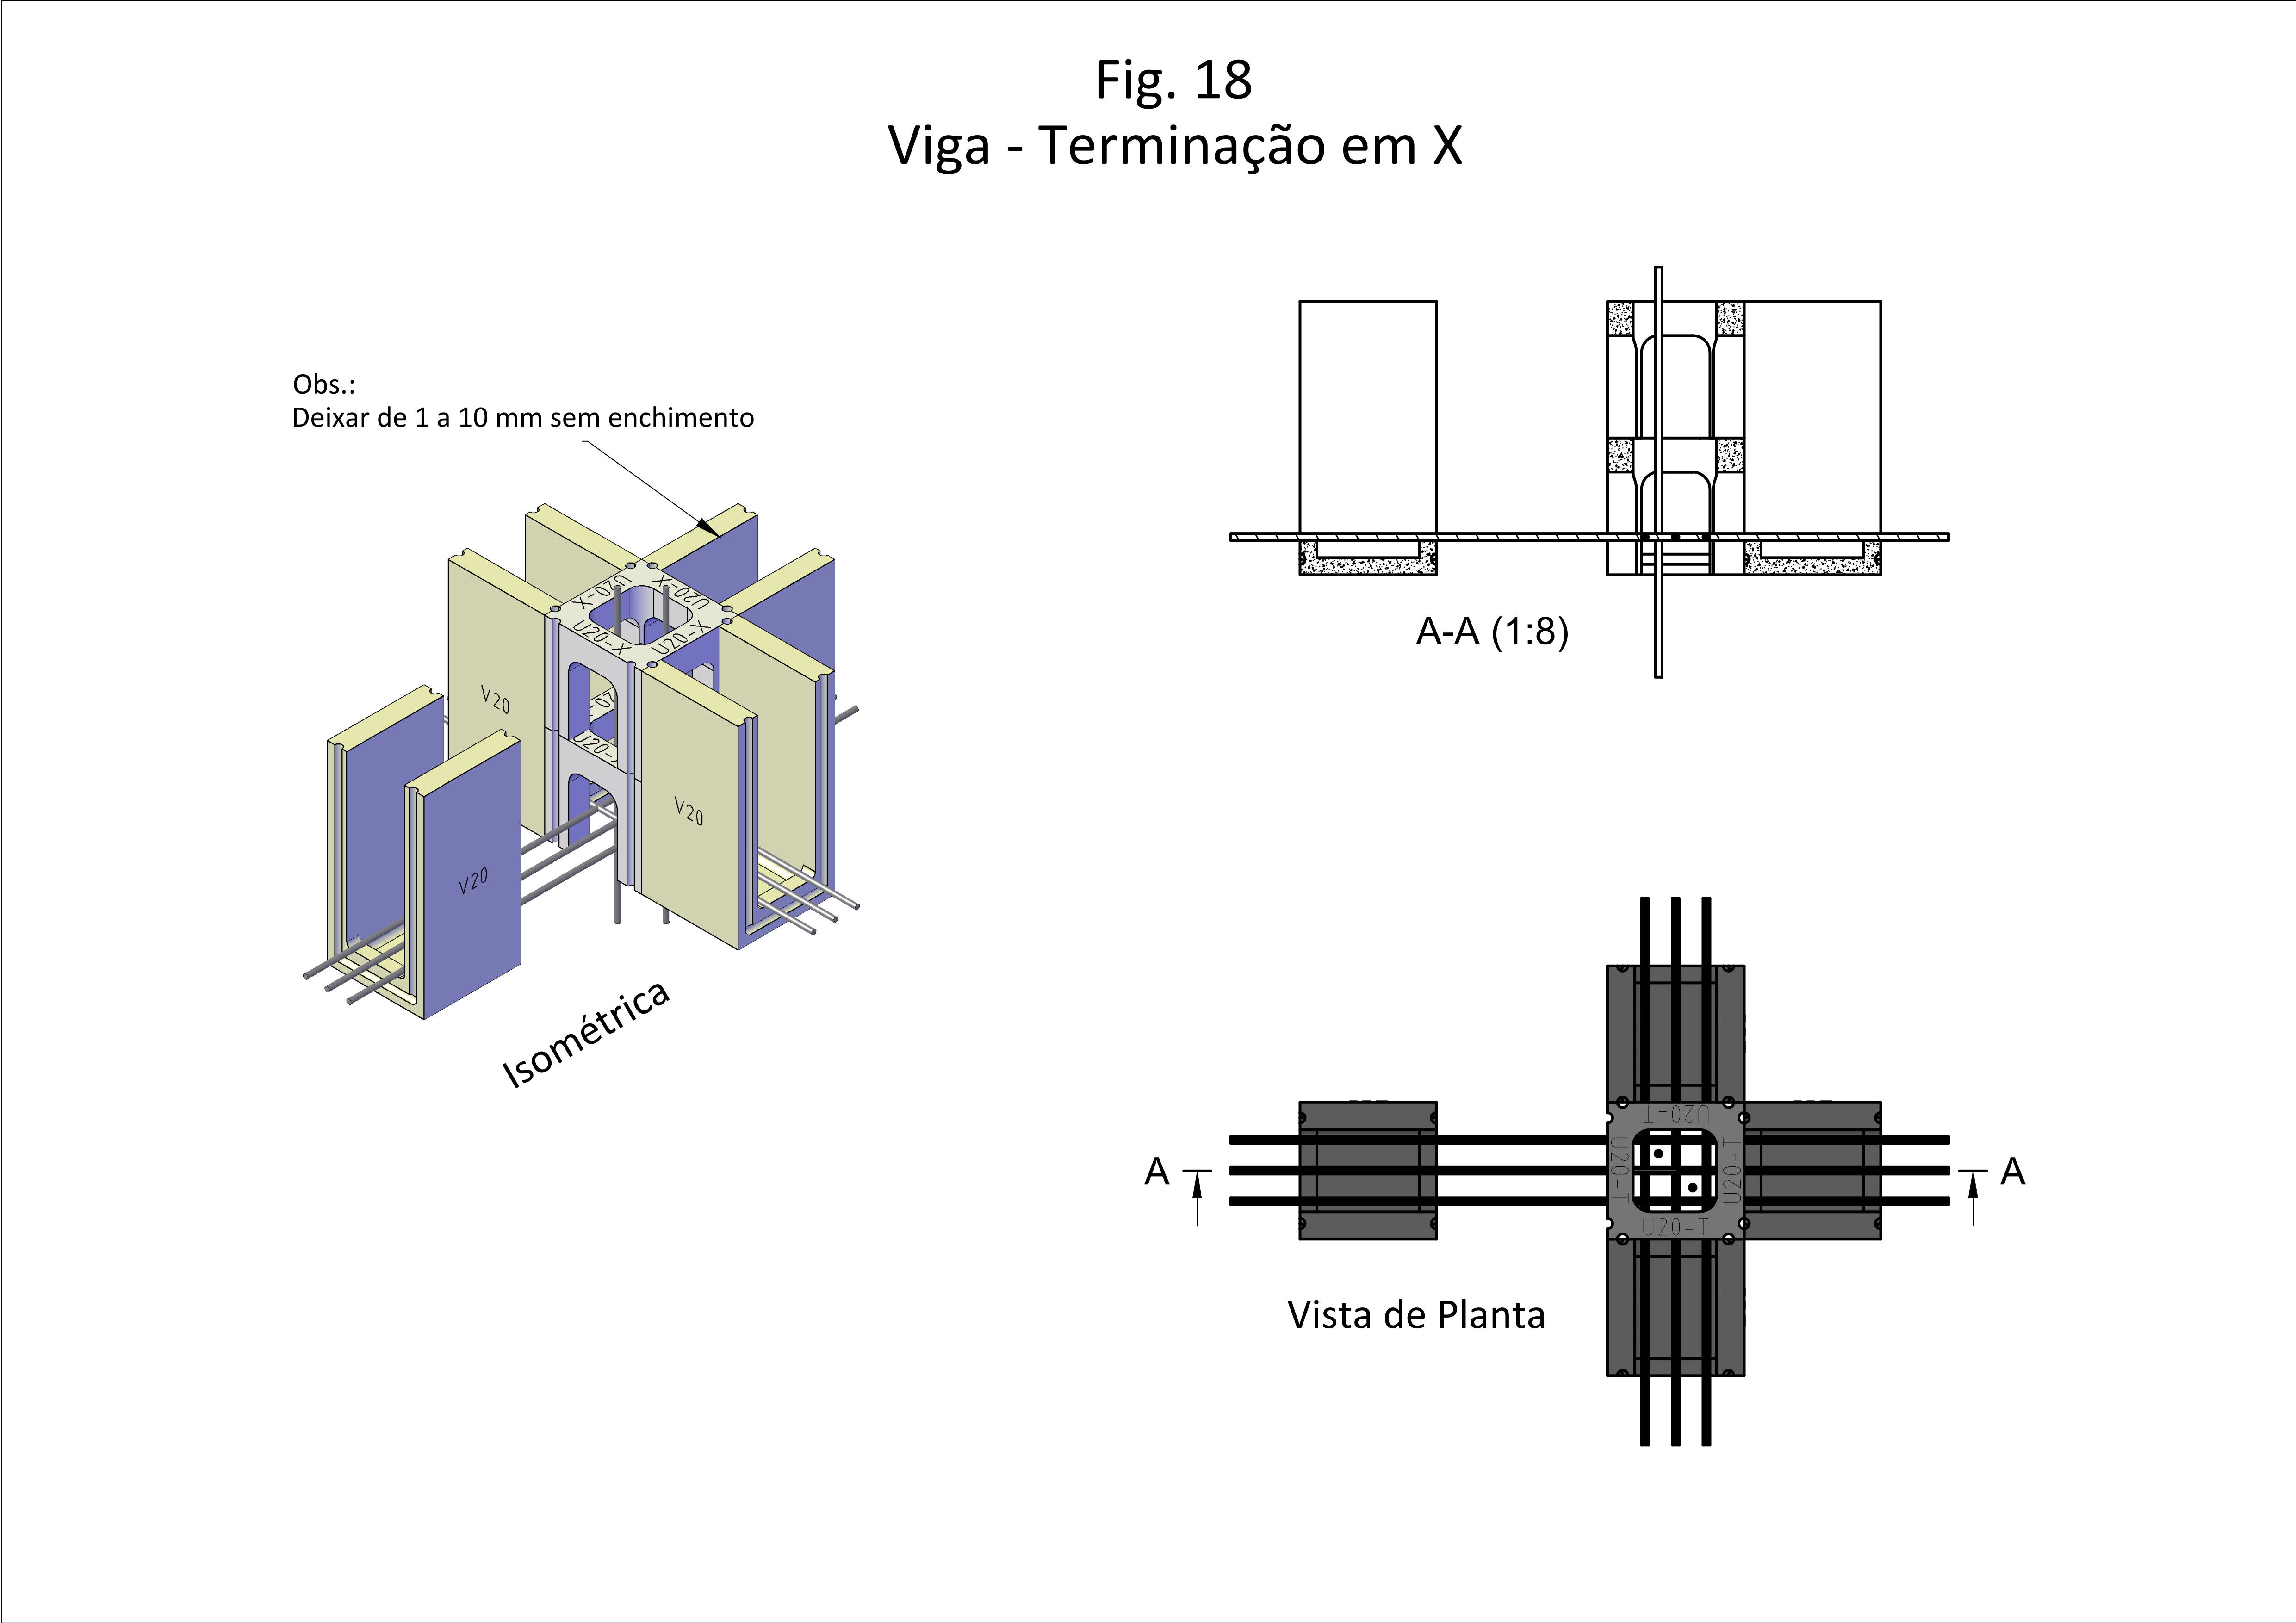 Fig. 18
Viga - Terminação em X
Obs.:
Deixar de 1 a 10 mm sem enchimento
U20-X
U20-X
U20-X
U20-X
V20
U20-
V20
V20
Isométrica
A-A (1:8)
U20-T
U20-T
U20-T
U20-T
A
A
Vista de Planta